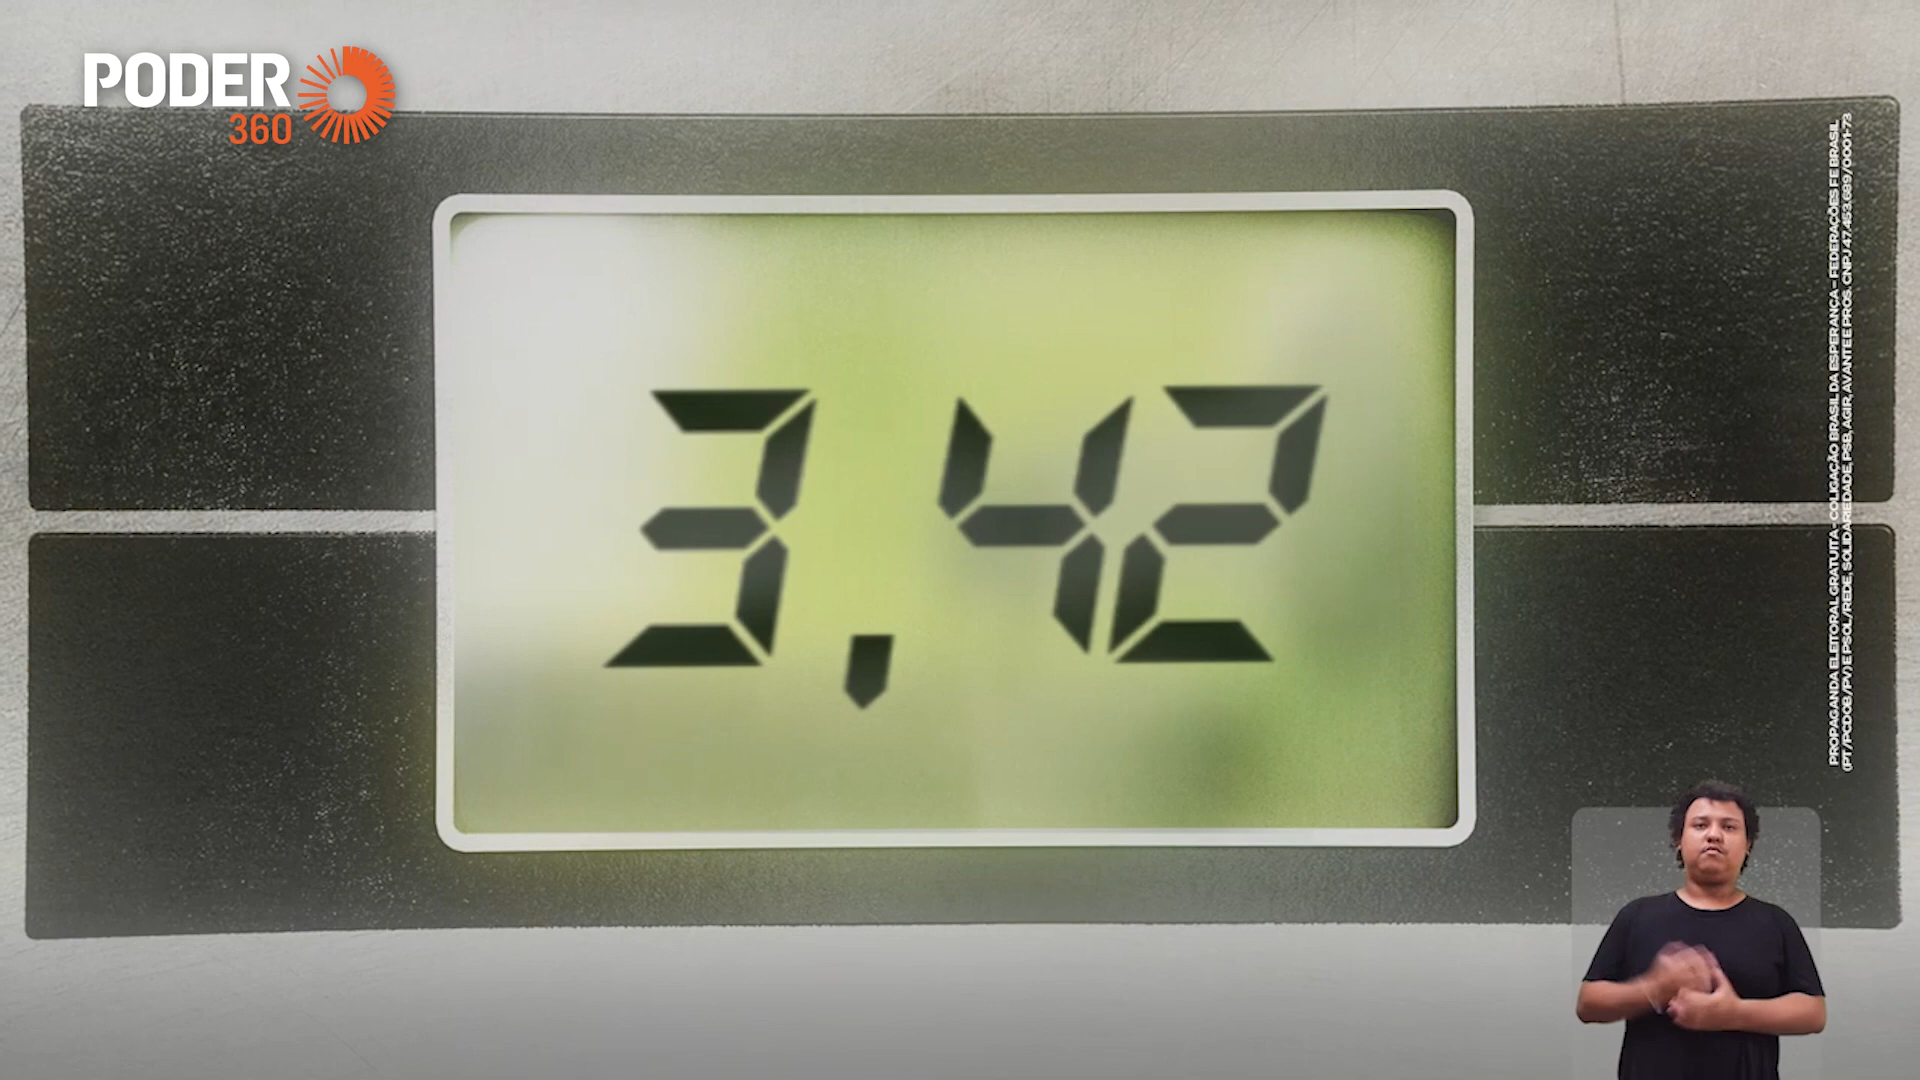 PODER
360
3,42
PROPAGANDA ELEITORAL GRATUITA - COLIGAÇÃO BRASIL DA ESPERANÇA - FEDERAÇÕES FE BRASIL
(PT/PCDOB/PV) E PSOL/REDE, SOLIDARIEDADE, PSB, AGIR, AVANTE E PROS. CNPJ 47.453.689/0001-73